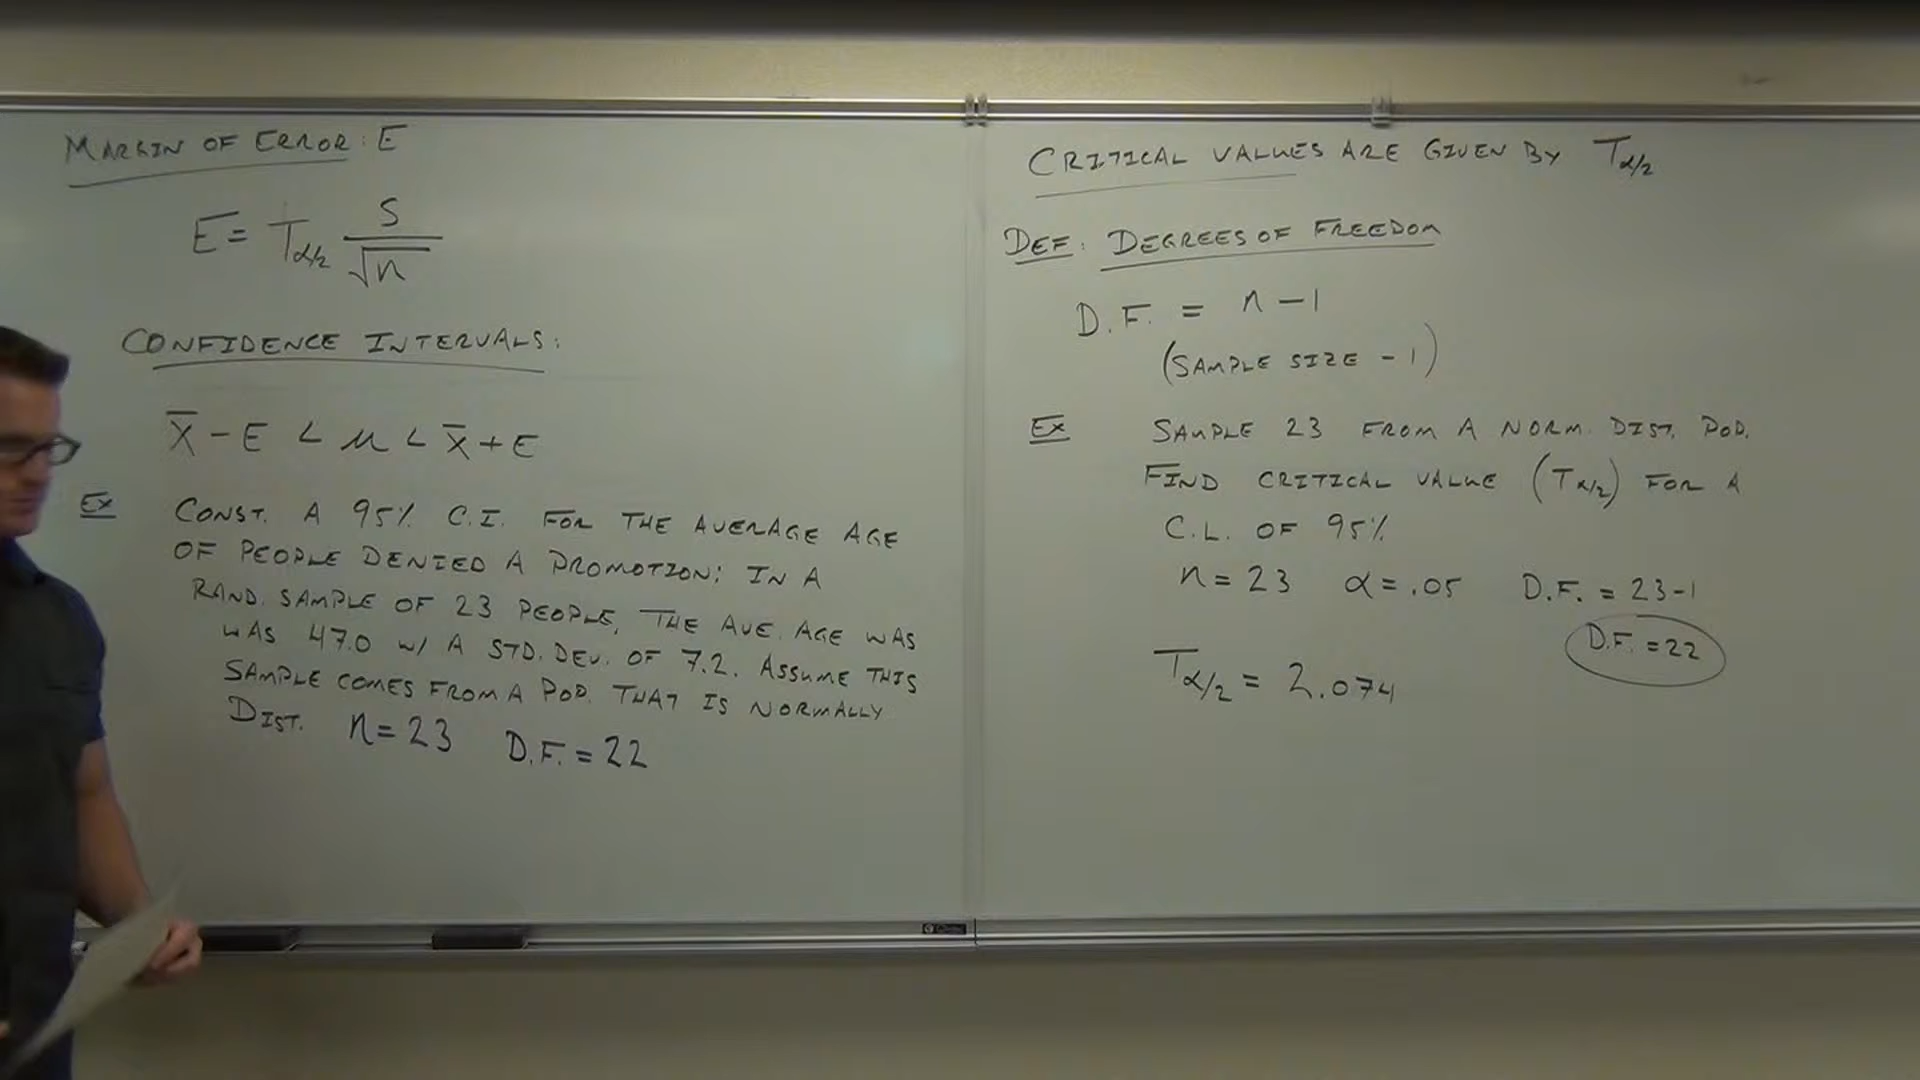 MARGIN OF ERROR: E
E = Tα/2 S/√n
CONFIDENCE INTERVALS:
x̄ - E < μ < x̄ + E
Ex CONST. A 95% C.I. FOR THE AVERAGE AGE
OF PEOPLE DENIED A PROMOTION; IN A
RAND. SAMPLE OF 23 PEOPLE, THE AVE. AGE WAS
WAS 47.0 w/ A STD. DEV. OF 7.2. ASSUME THIS
SAMPLE COMES FROM A POP. THAT IS NORMALLY
DIST. n = 23 D.F. = 22
CRITICAL VALUES ARE GIVEN BY Tα/2
DEF: DEGREES OF FREEDOM
D.F. = n - 1
(SAMPLE SIZE - 1)
Ex SAMPLE 23 FROM A NORM. DIST. POP.
FIND CRITICAL VALUE (Tα/2) FOR A
C.L. OF 95%
n = 23 α = .05 D.F. = 23-1
D.F. = 22
Tα/2 = 2.074